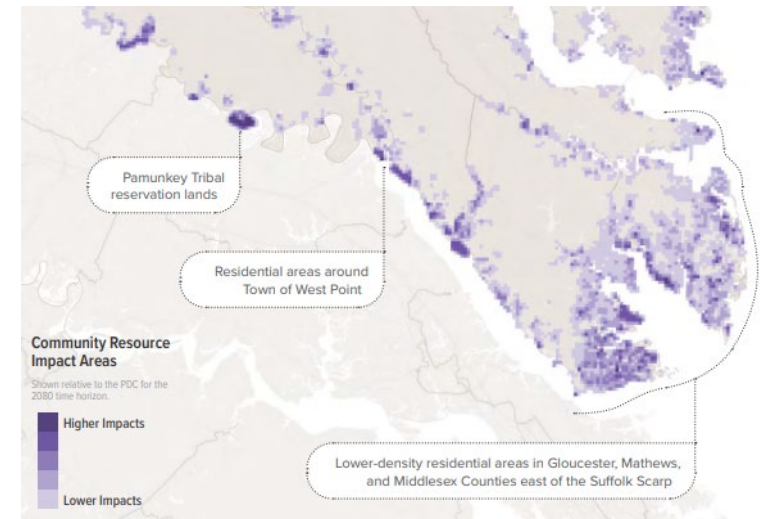 Pamunkey Tribal
reservation lands
Residential areas around
Town of West Point
Community Resource
Impact Areas
Shown relative to the PDC for the
2080 time horizon.
Higher Impacts
Lower Impacts
Lower-density residential areas in Gloucester, Mathews,
and Middlesex Counties east of the Suffolk Scarp